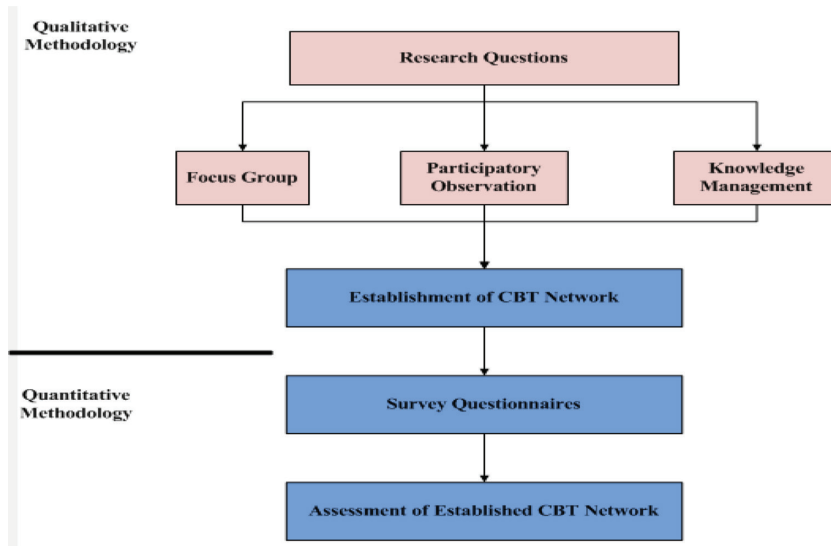 Qualitative
Methodology
Research Questions
Focus Group
Participatory
Observation
Knowledge
Management
Establishment of CBT Network
Quantitative
Methodology
Survey Questionnaires
Assessment of Established CBT Network